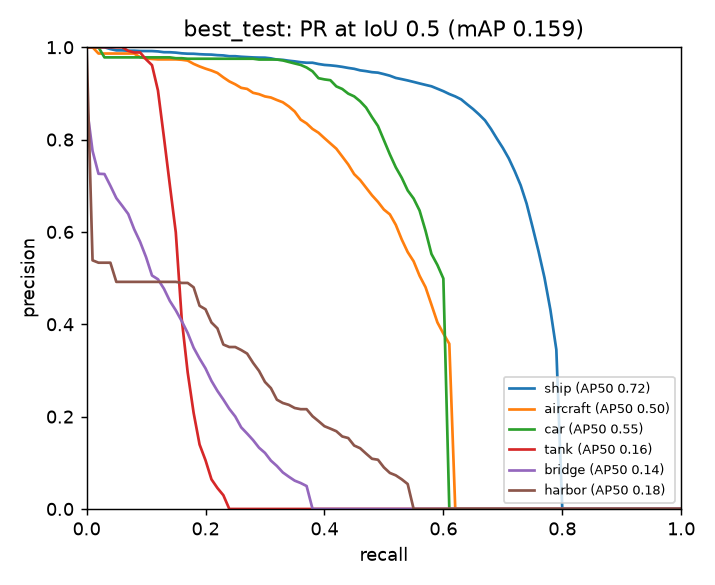 best_test: PR at IoU 0.5 (mAP 0.159)
1.0
0.8
0.6
0.4
0.2
0.0
precision
ship (AP50 0.72)
aircraft (AP50 0.50)
car (AP50 0.55)
tank (AP50 0.16)
bridge (AP50 0.14)
harbor (AP50 0.18)
0.0 0.2 0.4 0.6 0.8 1.0
recall